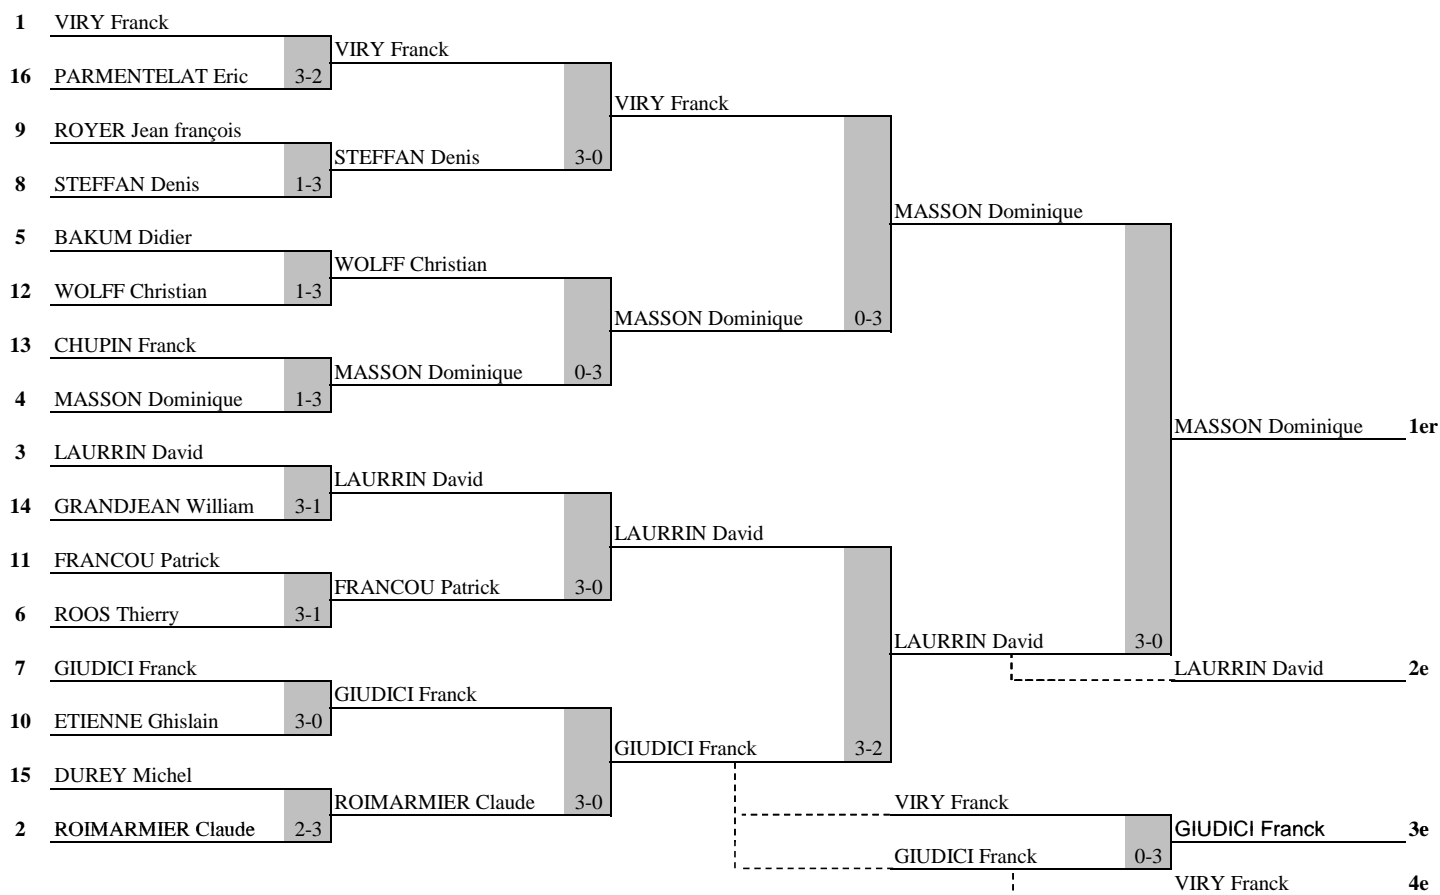 1 VIRY Franck
VIRY Franck
16 PARMENTELAT Eric 3-2
VIRY Franck
9 ROYER Jean françois
STEFFAN Denis 3-0
8 STEFFAN Denis 1-3
MASSON Dominique
5 BAKUM Didier
WOLFF Christian
12 WOLFF Christian 1-3
MASSON Dominique 0-3
13 CHUPIN Franck
MASSON Dominique 0-3
4 MASSON Dominique 1-3
MASSON Dominique 1er
3 LAURRIN David
LAURRIN David
14 GRANDJEAN William 3-1
LAURRIN David
11 FRANCOU Patrick
FRANCOU Patrick 3-0
6 ROOS Thierry 3-1
LAURRIN David 3-0
7 GIUDICI Franck
LAURRIN David 2e
GIUDICI Franck
10 ETIENNE Ghislain 3-0
GIUDICI Franck 3-2
15 DUREY Michel
ROIMARMIER Claude 3-0
VIRY Franck
2 ROIMARMIER Claude 2-3
GIUDICI Franck 3e
GIUDICI Franck 0-3
VIRY Franck 4e